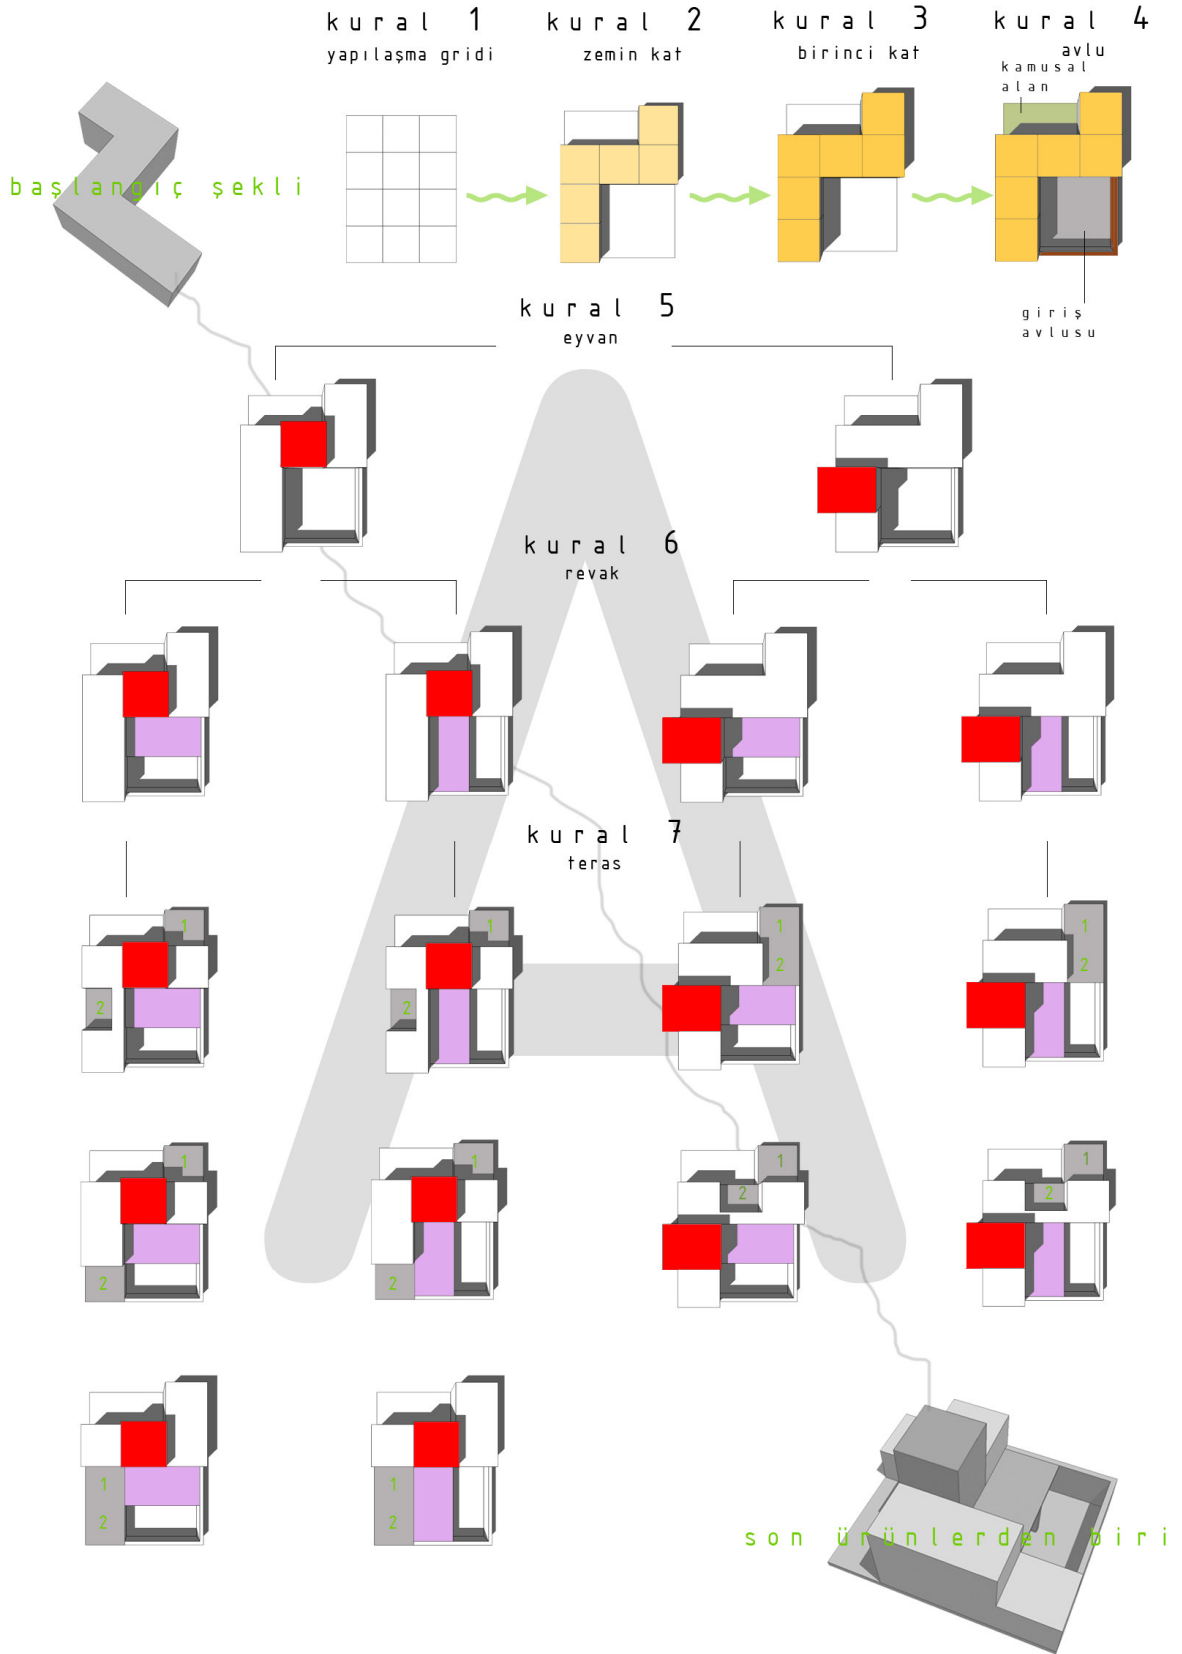 kural 1
yapılaşma gridi
kural 2
zemin kat
kural 3
birinci kat
kural 4
avlu
kamusal
alan
başlangıç şekli
giriş
avlusu
kural 5
eyvan
kural 6
revak
kural 7
teras
1
2
1
2
1
2
1
2
1
2
1
2
1
2
1
2
1
2
1
2
son ürünlerden biri